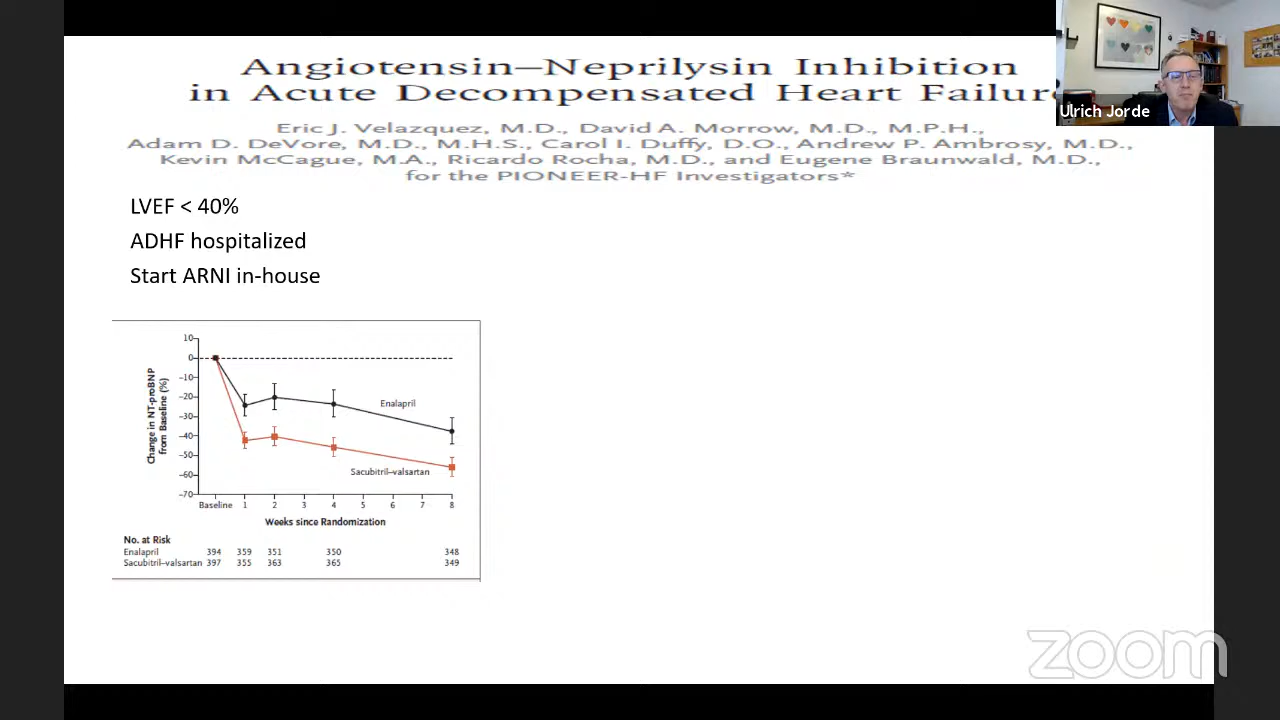 Angiotensin–Neprilysin Inhibition
in Acute Decompensated Heart Failur
Ulrich Jorde
Eric J. Velazquez, M.D., David A. Morrow, M.D., M.P.H.,
Adam D. DeVore, M.D., M.H.S., Carol I. Duffy, D.O., Andrew P. Ambrosy, M.D.,
Kevin McCague, M.A., Ricardo Rocha, M.D., and Eugene Braunwald, M.D.,
for the PIONEER-HF Investigators*
LVEF < 40%
ADHF hospitalized
Start ARNI in-house
Change in NT-proBNP
from Baseline (%)
10
0
-10
-20
-30
-40
-50
-60
-70
Enalapril
Sacubitril–valsartan
Baseline 1 2 3 4 5 6 7 8
Weeks since Randomization
No. at Risk
Enalapril 394 359 351 350 348
Sacubitril–valsartan 397 355 363 365 349
zoom